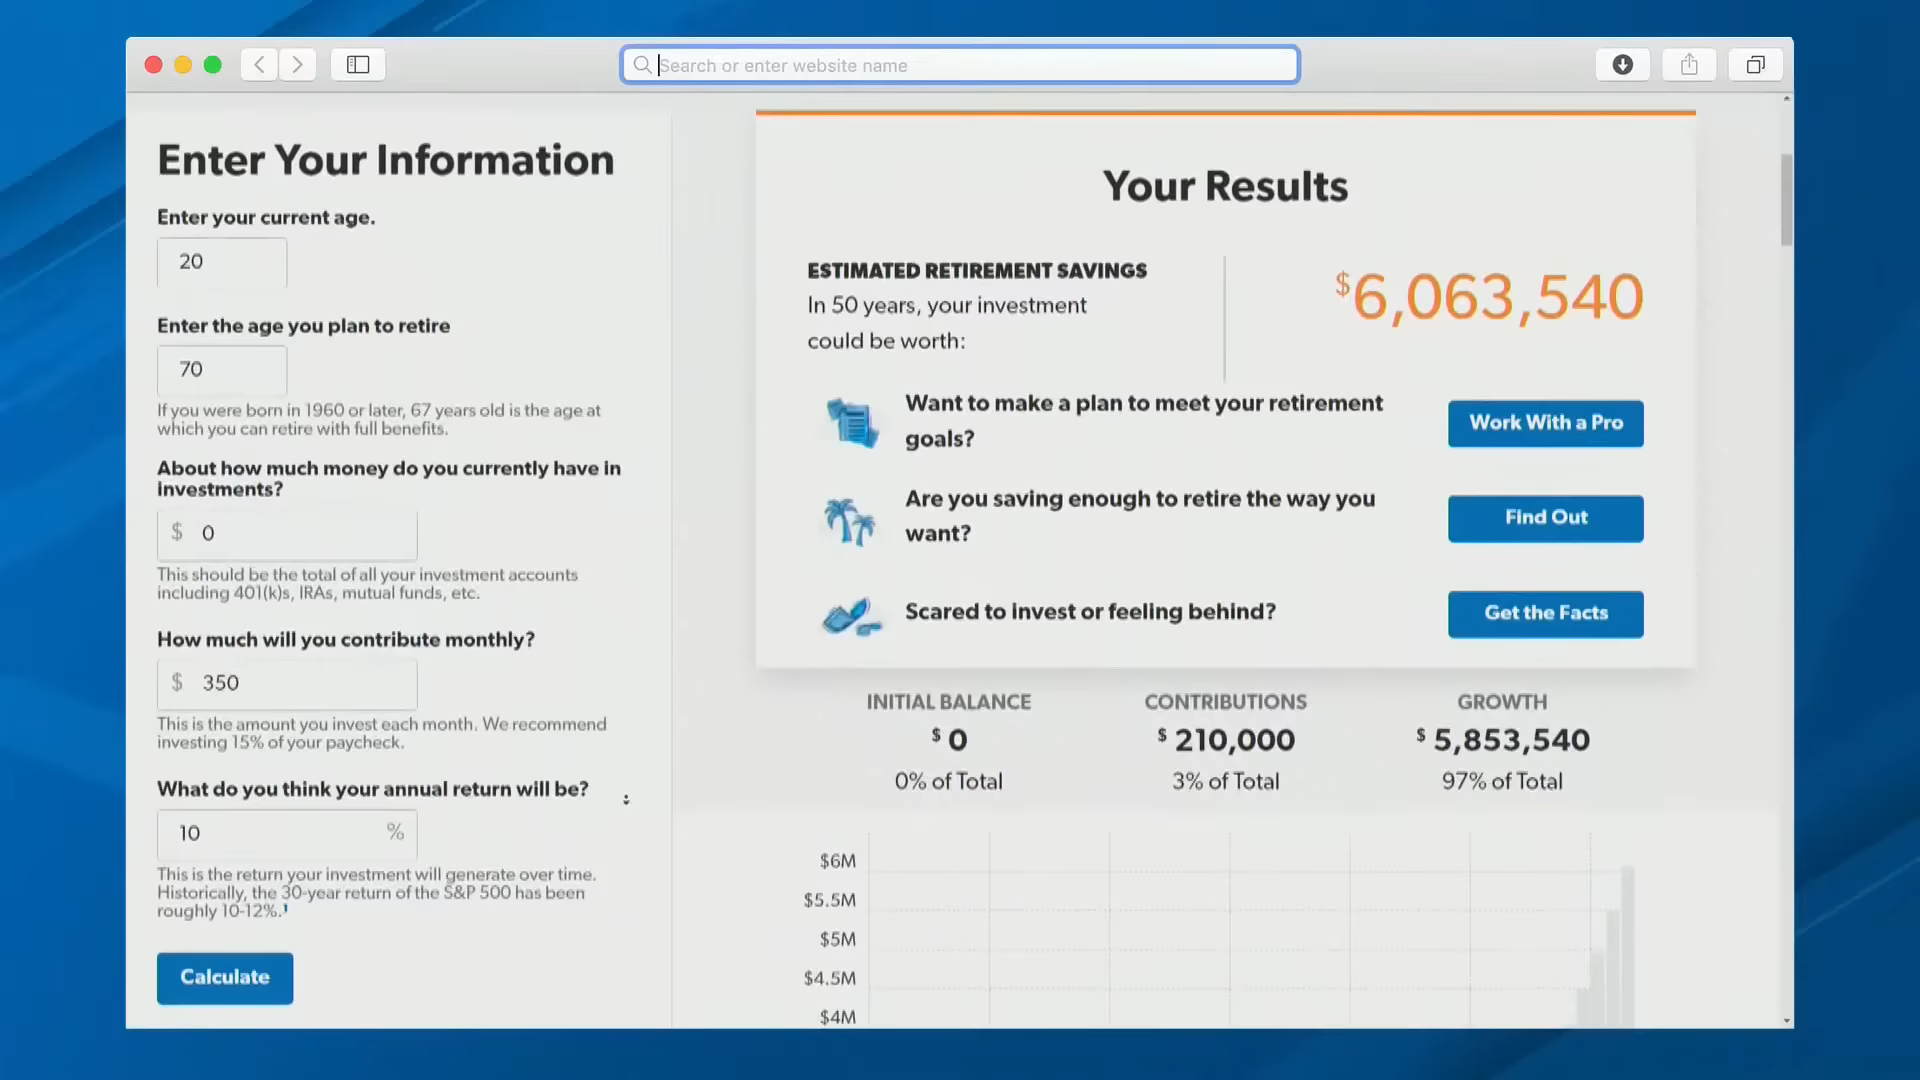 Search or enter website name
Enter Your Information
Enter your current age.
20
Enter the age you plan to retire
70
If you were born in 1960 or later, 67 years old is the age at
which you can retire with full benefits.
About how much money do you currently have in
investments?
$ 0
This should be the total of all your investment accounts
including 401(k)s, IRAs, mutual funds, etc.
How much will you contribute monthly?
$ 350
This is the amount you invest each month. We recommend
investing 15% of your paycheck.
What do you think your annual return will be?
10 %
This is the return your investment will generate over time.
Historically, the 30-year return of the S&P 500 has been
roughly 10-12%.¹
Calculate
Your Results
ESTIMATED RETIREMENT SAVINGS
In 50 years, your investment
could be worth:
$6,063,540
Want to make a plan to meet your retirement
goals?
Work With a Pro
Are you saving enough to retire the way you
want?
Find Out
Scared to invest or feeling behind?
Get the Facts
INITIAL BALANCE
$ 0
0% of Total
CONTRIBUTIONS
$ 210,000
3% of Total
GROWTH
$ 5,853,540
97% of Total
$6M
$5.5M
$5M
$4.5M
$4M